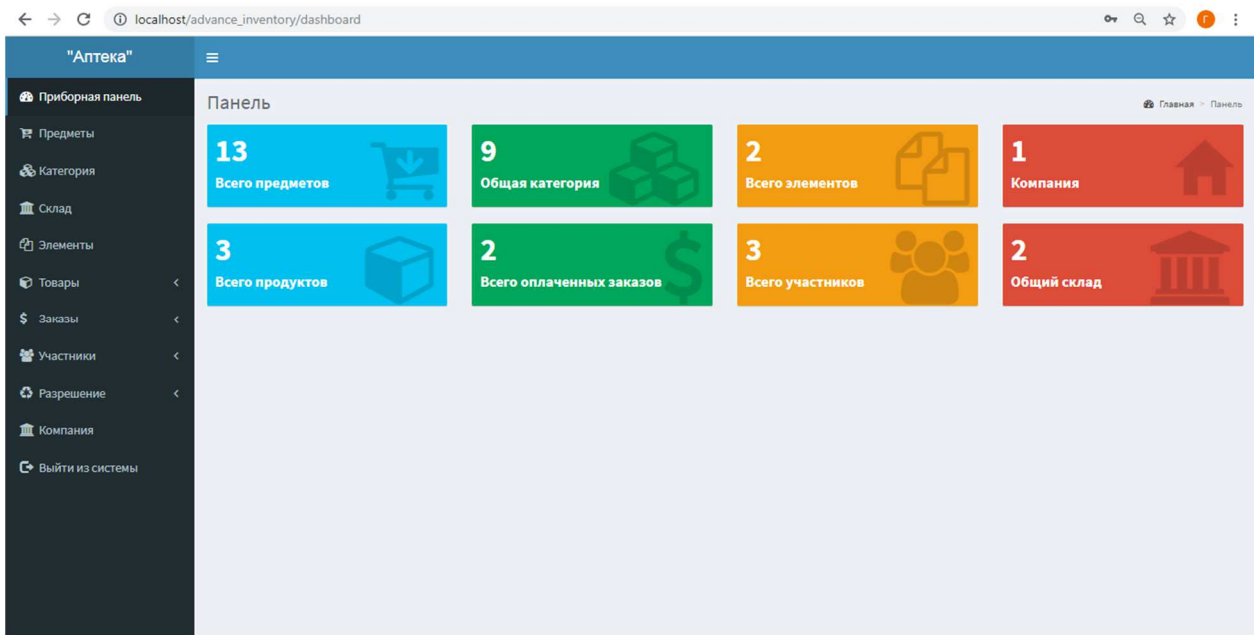 localhost/advance_inventory/dashboard
Г
"Аптека"
Приборная панель
Предметы
Категория
Склад
Элементы
Товары
Заказы
Участники
Разрешение
Компания
Выйти из системы
Панель
Главная > Панель
13
Всего предметов
9
Общая категория
2
Всего элементов
1
Компания
3
Всего продуктов
2
Всего оплаченных заказов
3
Всего участников
2
Общий склад